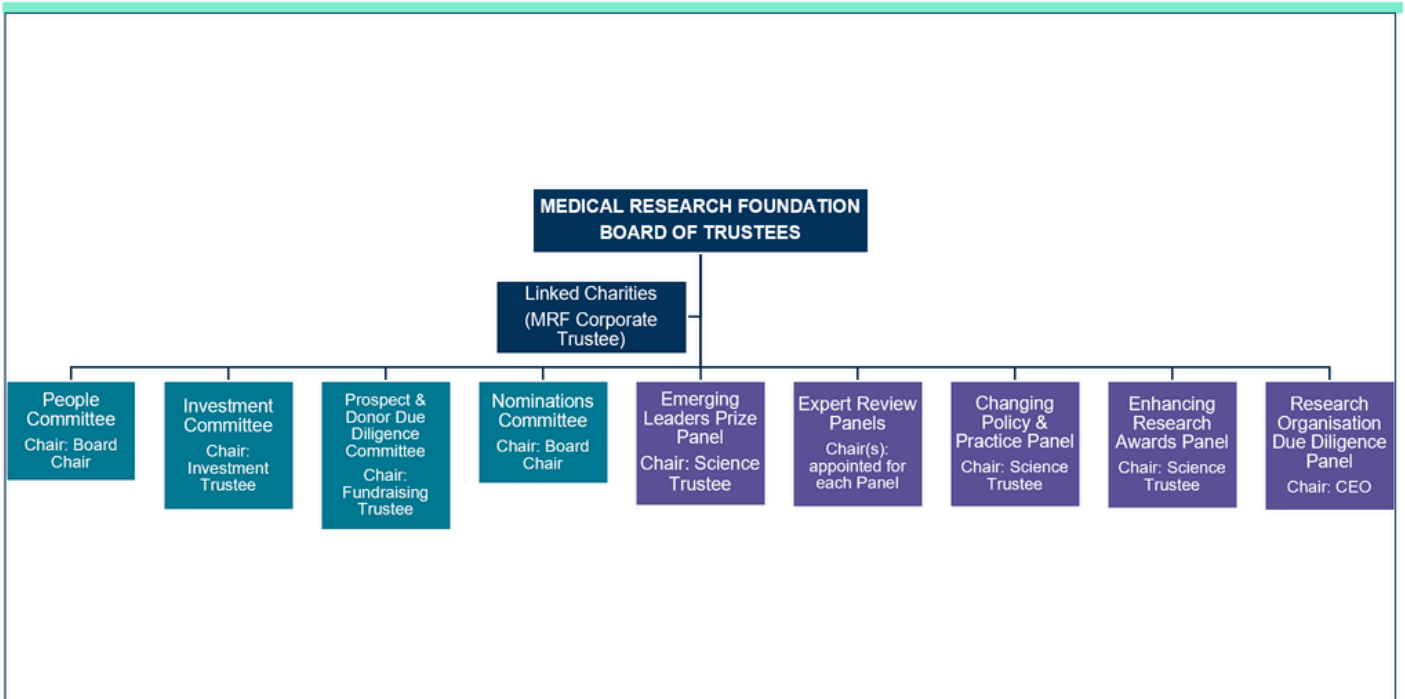 MEDICAL RESEARCH FOUNDATION
BOARD OF TRUSTEES
Linked Charities
(MRF Corporate
Trustee)
People
Committee
Chair: Board
Chair
Investment
Committee
Chair:
Investment
Trustee
Prospect &
Donor Due
Diligence
Committee
Chair:
Fundraising
Trustee
Nominations
Committee
Chair: Board
Chair
Emerging
Leaders Prize
Panel
Chair: Science
Trustee
Expert Review
Panels
Chair(s):
appointed for
each Panel
Changing
Policy &
Practice Panel
Chair: Science
Trustee
Enhancing
Research
Awards Panel
Chair: Science
Trustee
Research
Organisation
Due Diligence
Panel
Chair: CEO